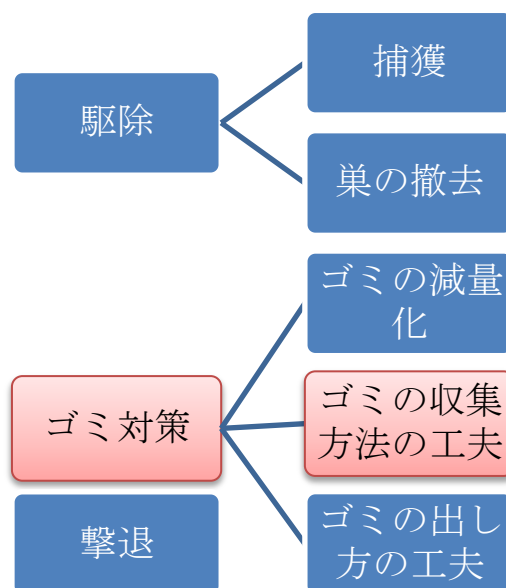 駆除
捕獲
巣の撤去
ゴミ対策
ゴミの減量
化
ゴミの収集
方法の工夫
ゴミの出し
方の工夫
撃退